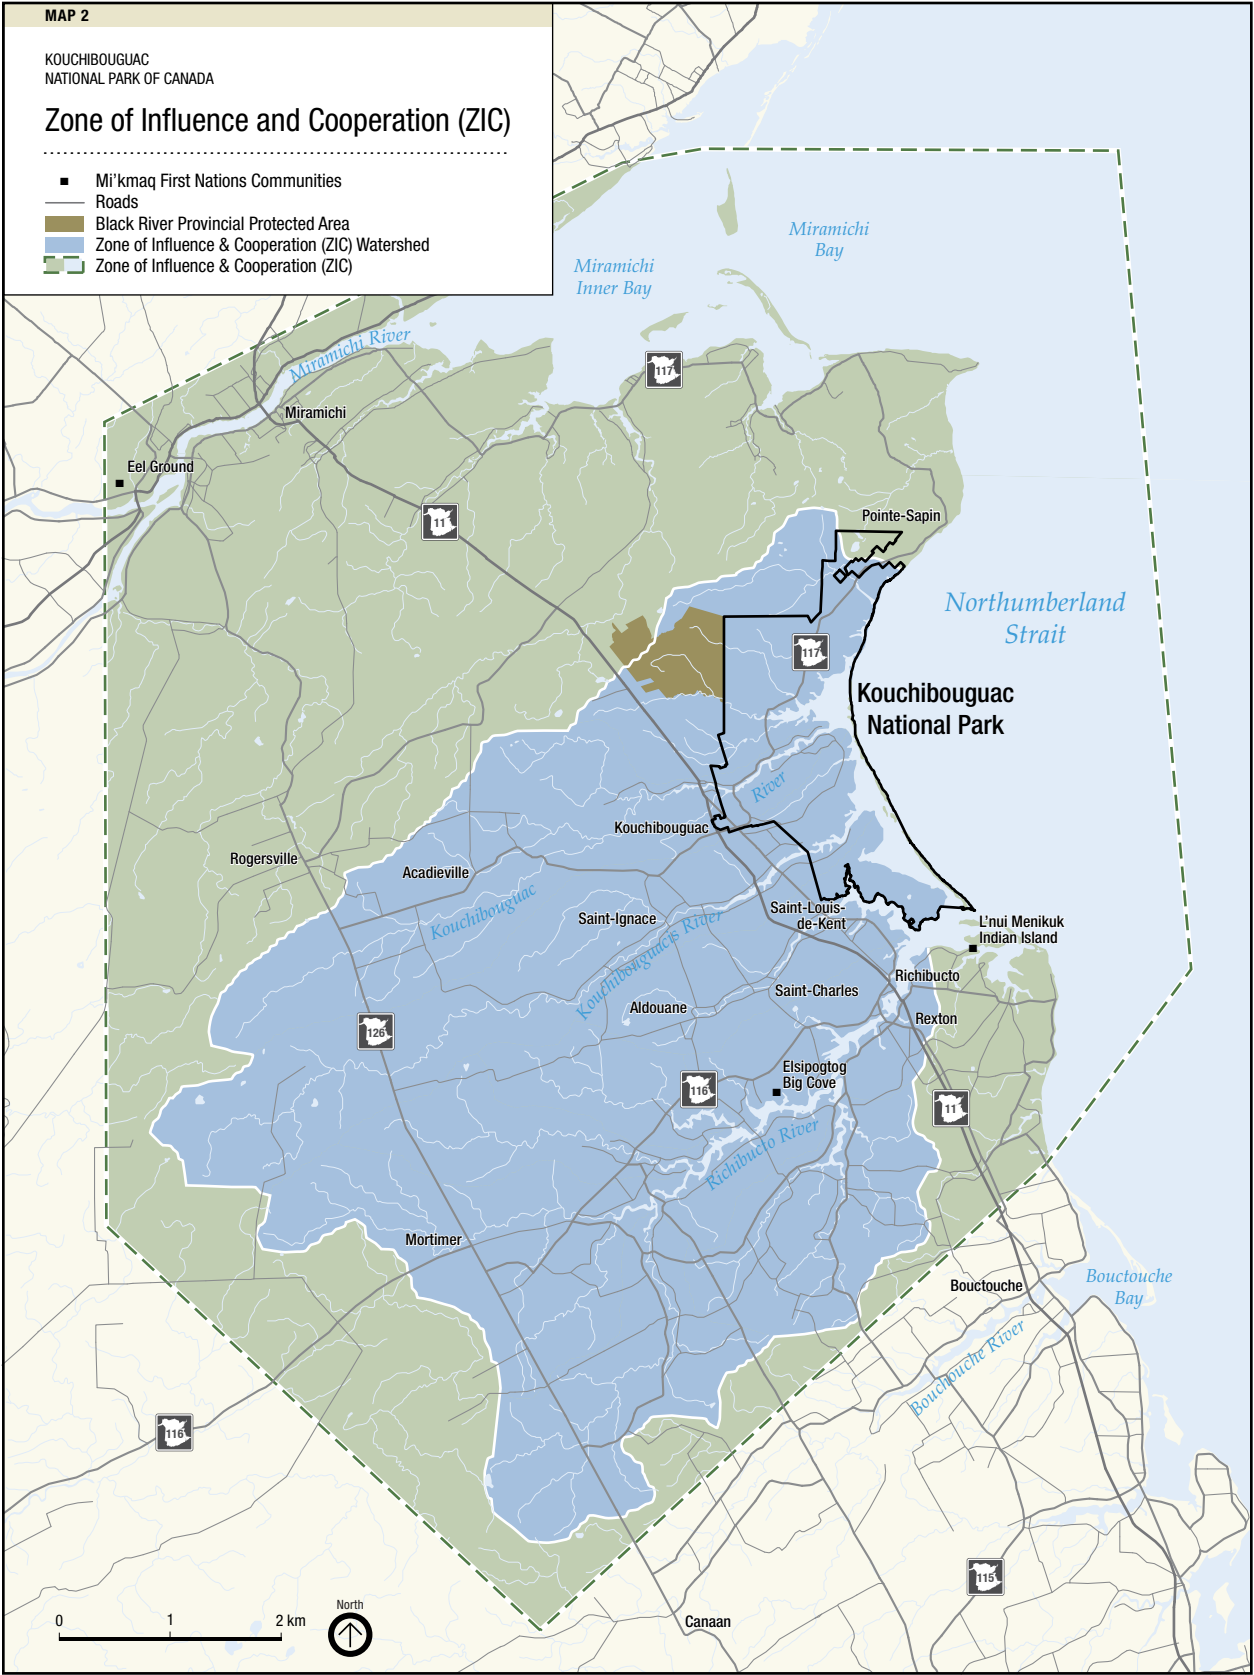 MAP 2
KOUCHIBOUGUAC
NATIONAL PARK OF CANADA
Zone of Influence and Cooperation (ZIC)
Mi'kmaq First Nations Communities
Roads
Black River Provincial Protected Area
Zone of Influence & Cooperation (ZIC) Watershed
Zone of Influence & Cooperation (ZIC)
Miramichi
Bay
Miramichi
Inner Bay
Miramichi River
117
Miramichi
Eel Ground
11
Pointe-Sapin
Northumberland
Strait
117
Kouchibouguac
National Park
River
Kouchibouguac
Rogersville
Acadieville
Kouchibouguac
Saint-Ignace
Kouchibouguacis River
Saint-Louis-
de-Kent
L'nui Menikuk
Indian Island
Richibucto
Saint-Charles
Aldouane
Rexton
126
Elsipogtog
Big Cove
116
11
Richibucto River
Mortimer
Bouctouche
Bouctouche
Bay
Bouchouche River
116
115
0 1 2 km
North
Canaan